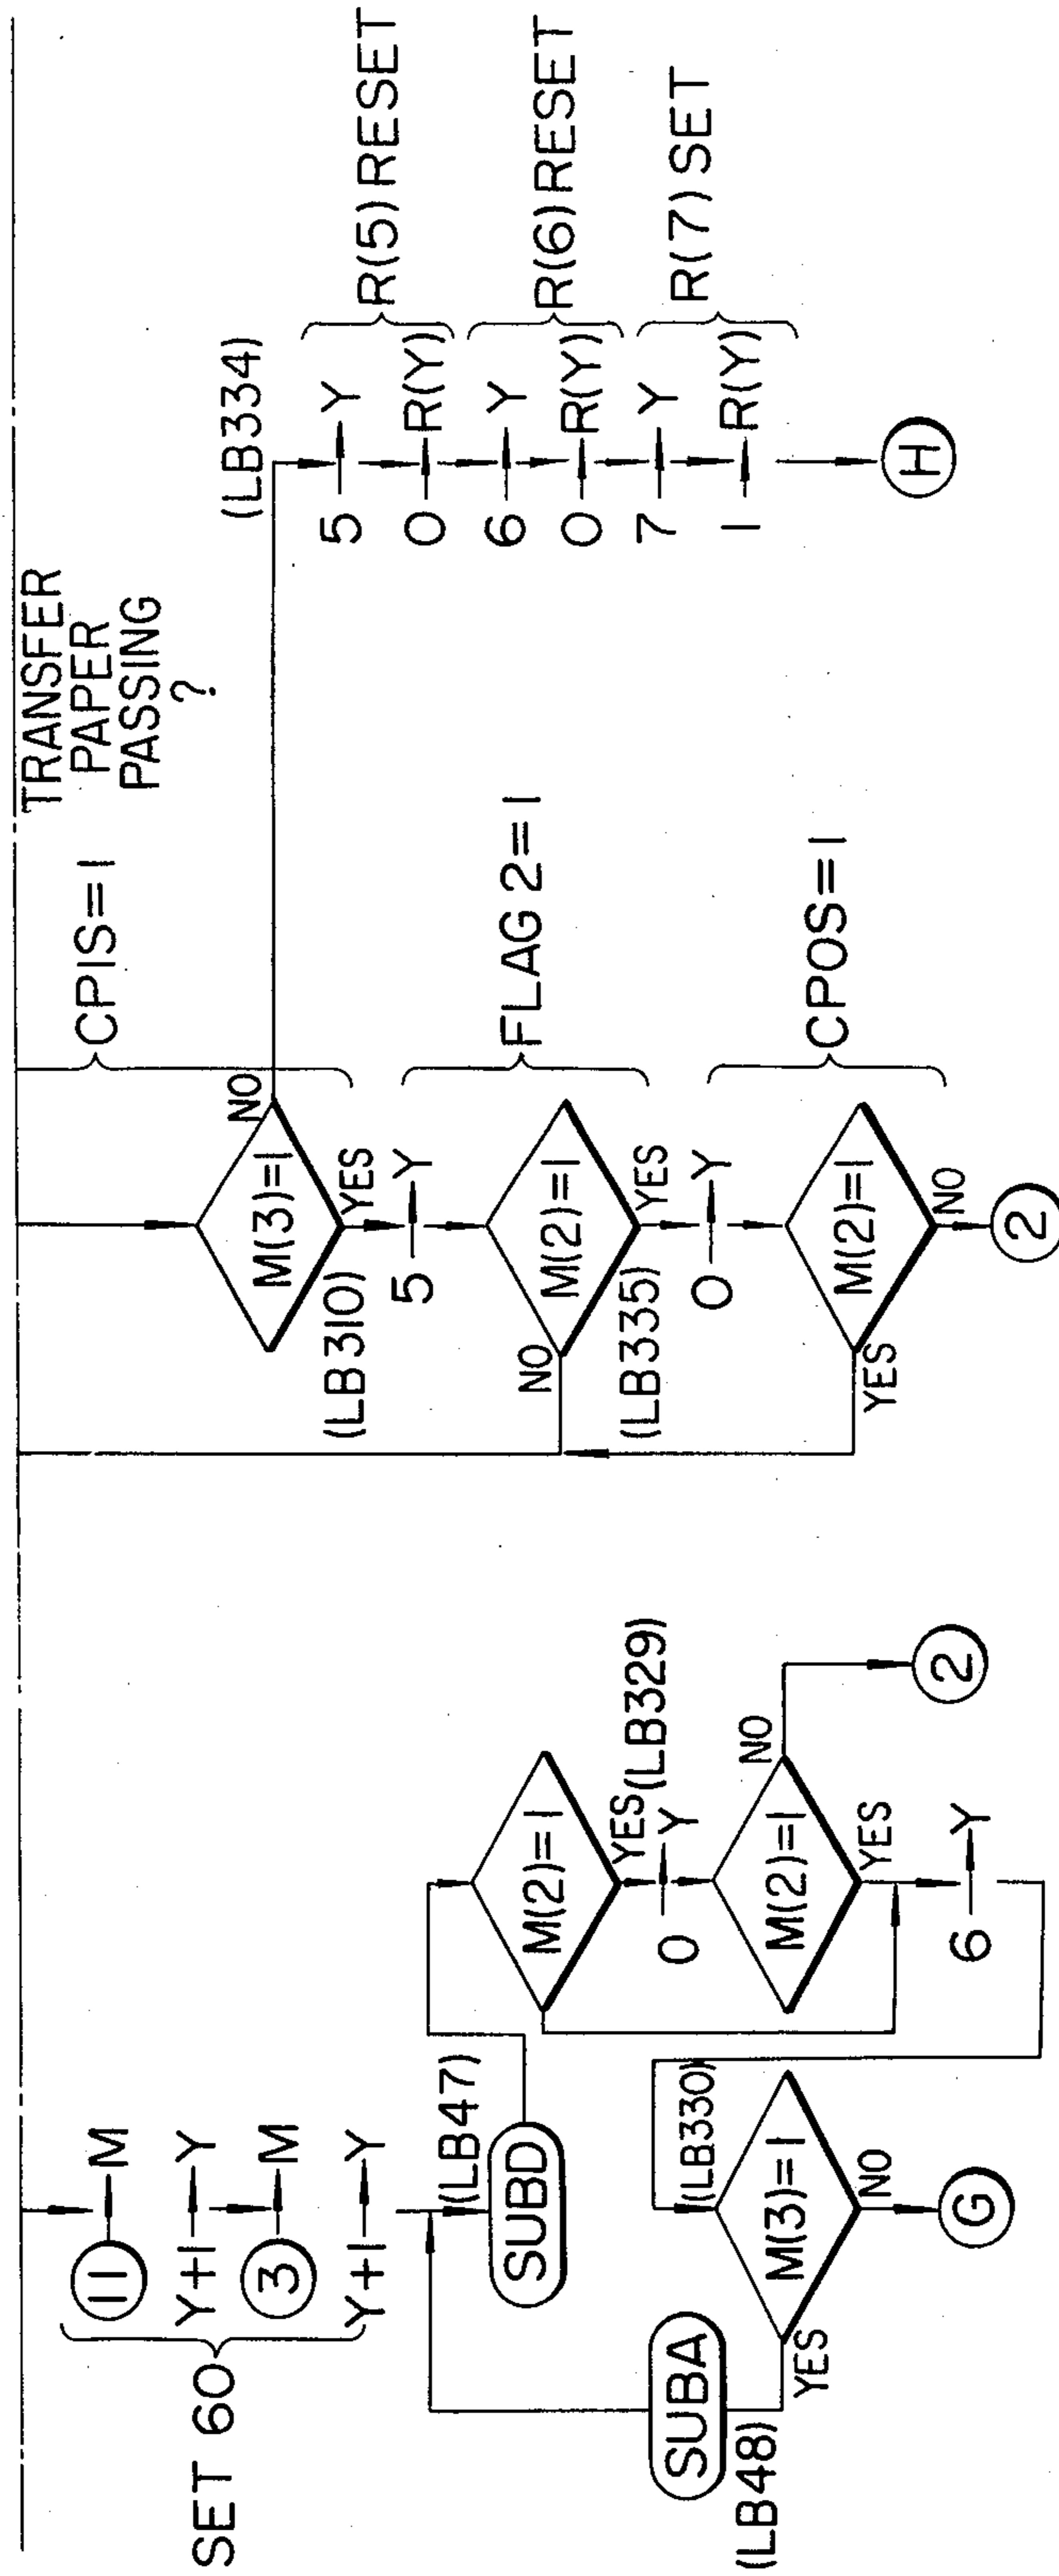 SET 60
11→M
Y+1→Y
3→M
Y+1→Y
(LB47)
SUBD
SUBA
(LB48)
(LB330)
M(3)=1
YES
NO
G
M(2)=1
YES (LB329)
0→Y
M(2)=1
NO
YES
2
6→Y
CPIS=1
M(3)=1
NO
YES
(LB310)
5→Y
FLAG 2=1
M(2)=1
NO
YES
(LB335)
0→Y
CPOS=1
M(2)=1
YES
NO
2
TRANSFER
PAPER
PASSING
?
(LB334)
5→Y
0→R(Y)
R(5) RESET
6→Y
0→R(Y)
R(6) RESET
7→Y
1→R(Y)
R(7) SET
H